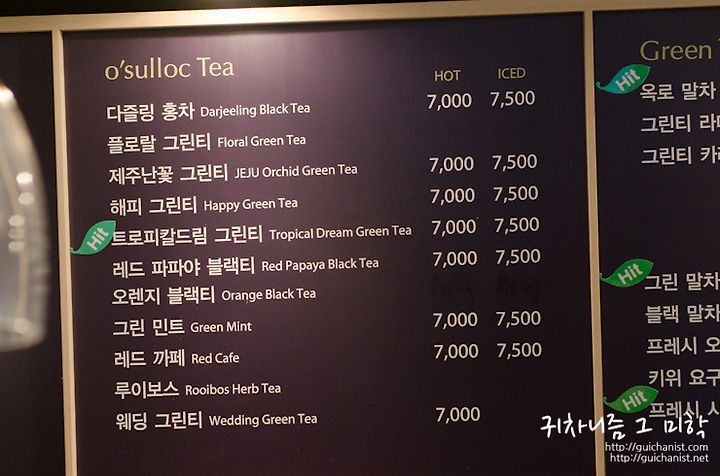 o'sulloc Tea
HOT ICED
다즐링 홍차 Darjeeling Black Tea 7,000 7,500
플로랄 그린티 Floral Green Tea
제주난꽃 그린티 JEJU Orchid Green Tea 7,000 7,500
해피 그린티 Happy Green Tea 7,000 7,500
Hit 트로피칼드림 그린티 Tropical Dream Green Tea 7,000 7,500
레드 파파야 블랙티 Red Papaya Black Tea 7,000 7,500
오렌지 블랙티 Orange Black Tea
그린 민트 Green Mint 7,000 7,500
레드 까페 Red Cafe 7,000 7,500
루이보스 Rooibos Herb Tea
웨딩 그린티 Wedding Green Tea 7,000
Green
Hit
옥로 말차
그린티 라
그린티 카
Hit
그린 말차
블랙 말차
프레시 오
키위 요구
Hit
프레시
귀차니즘 그 미학
http://guichanist.com
http://guichanist.net